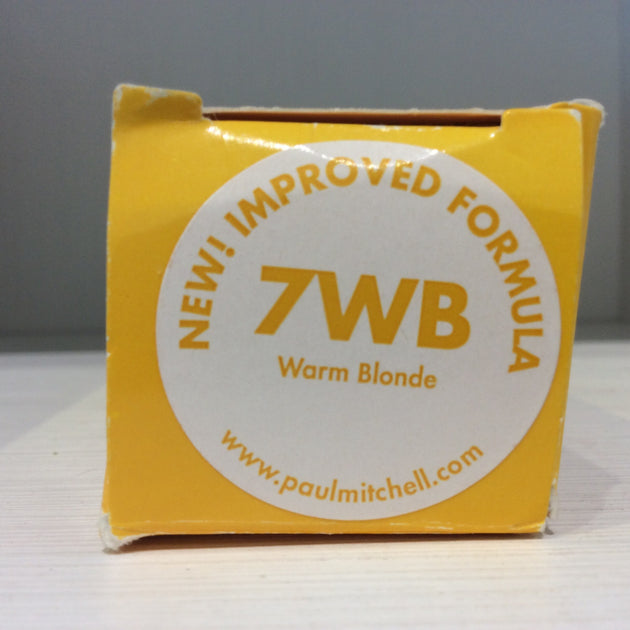 NEW! IMPROVED FORMULA
7WB
Warm Blonde
www.paulmitchell.com